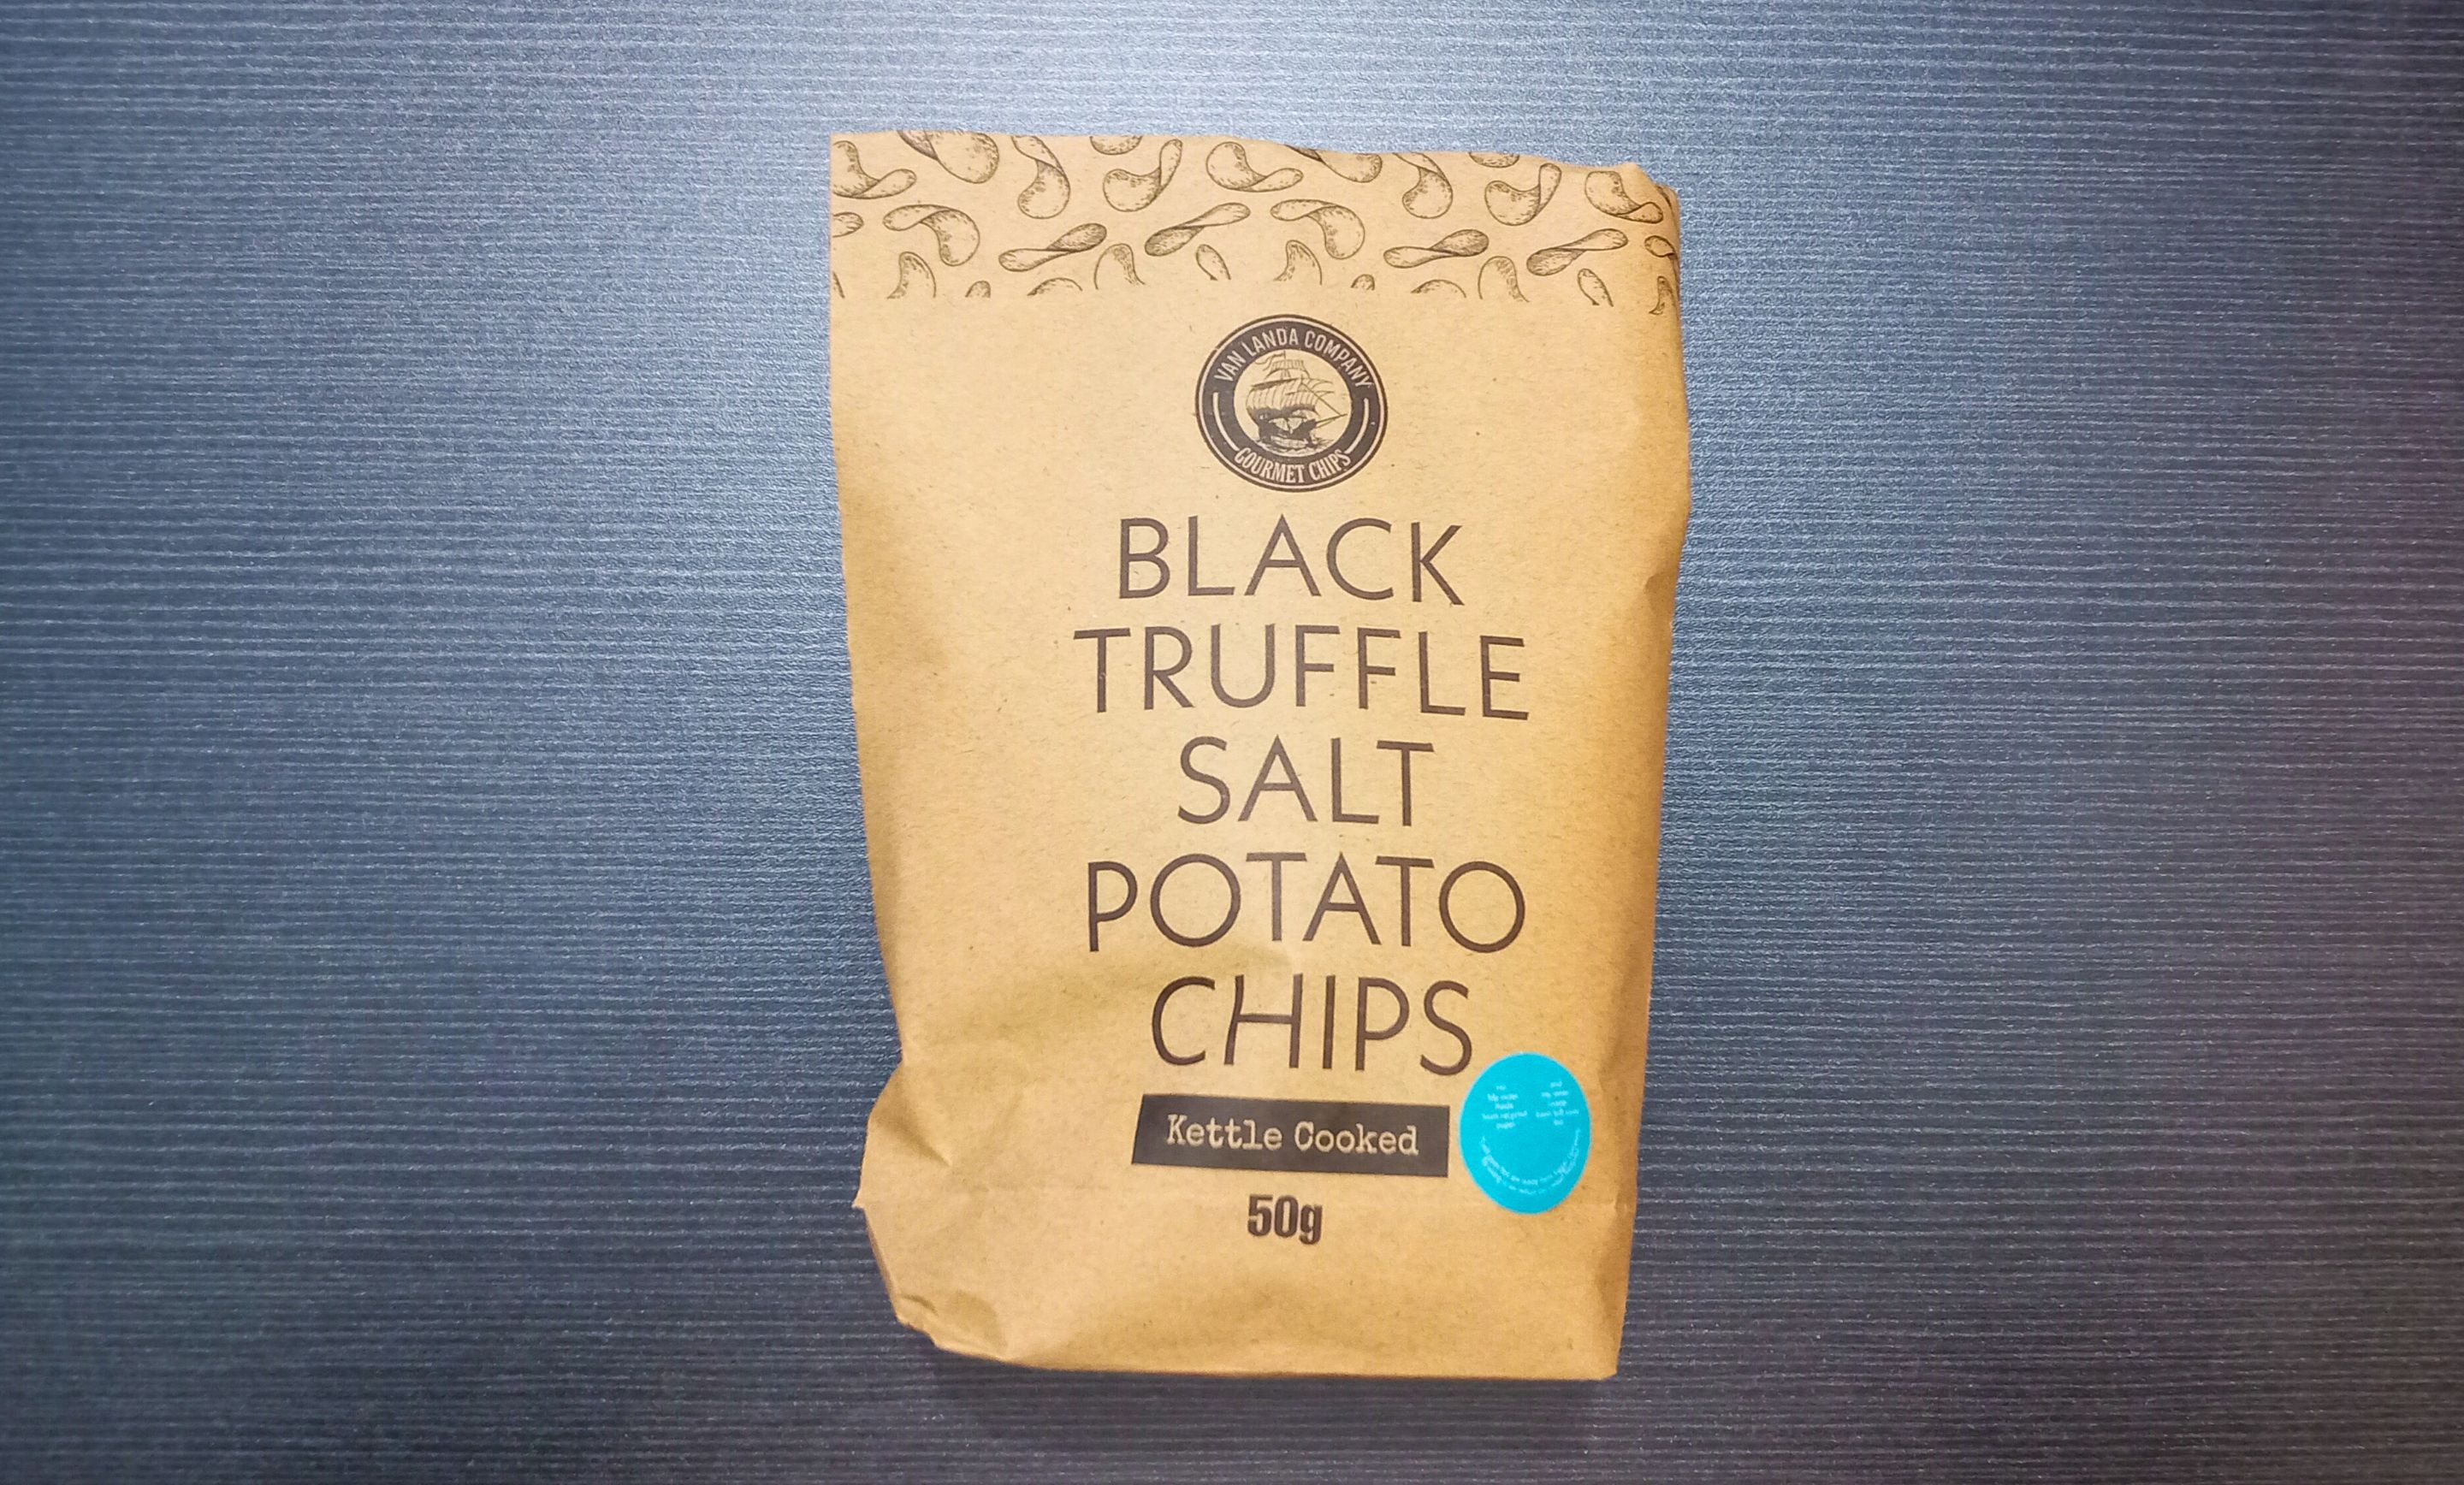 VAN LANDA COMPANY
GOURMET CHIPS
BLACK
TRUFFLE
SALT
POTATO
CHIPS
Kettle Cooked
50g